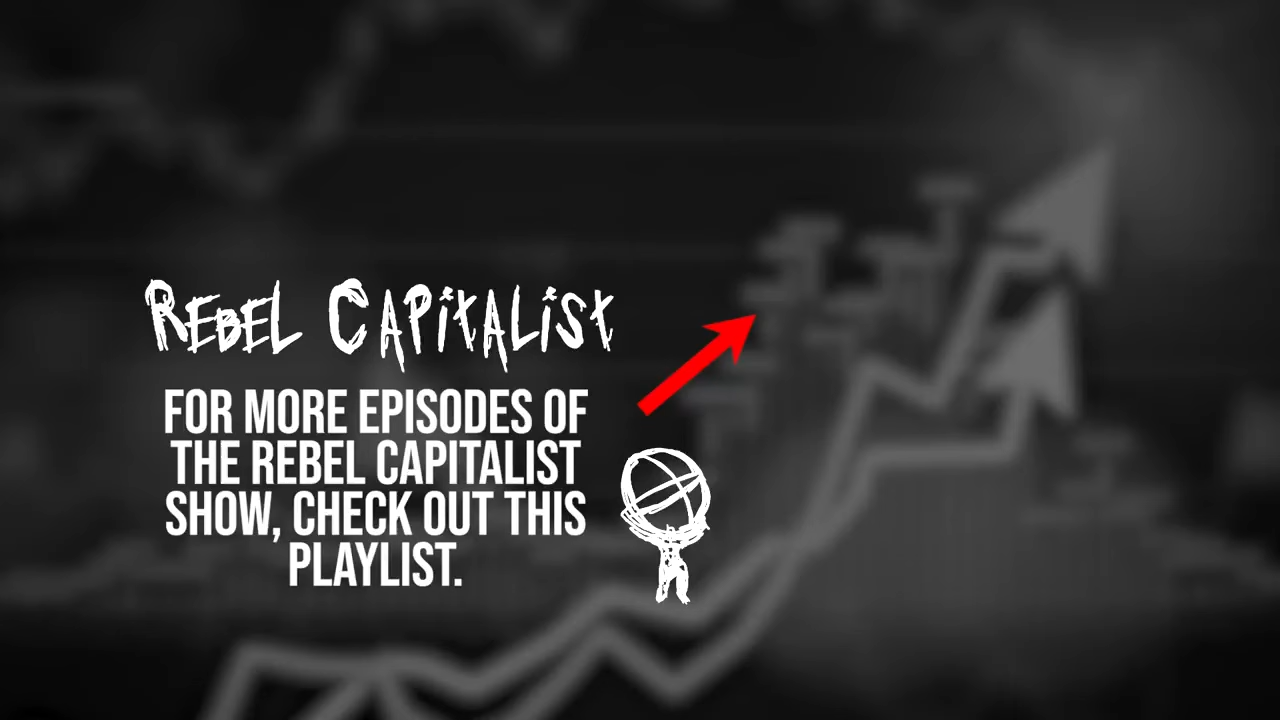 REBEL CAPITALIST
FOR MORE EPISODES OF
THE REBEL CAPITALIST
SHOW, CHECK OUT THIS
PLAYLIST.